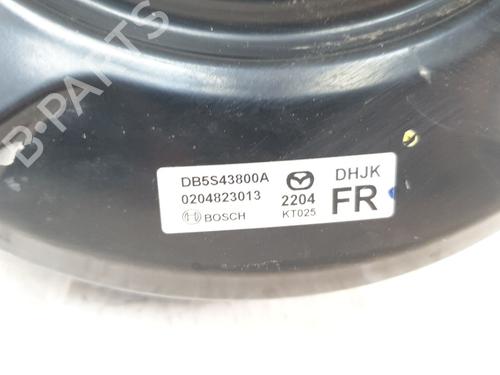 B-PARTS
DB5S43800A 2204 DHJK
0204823013 KT025 FR
BOSCH